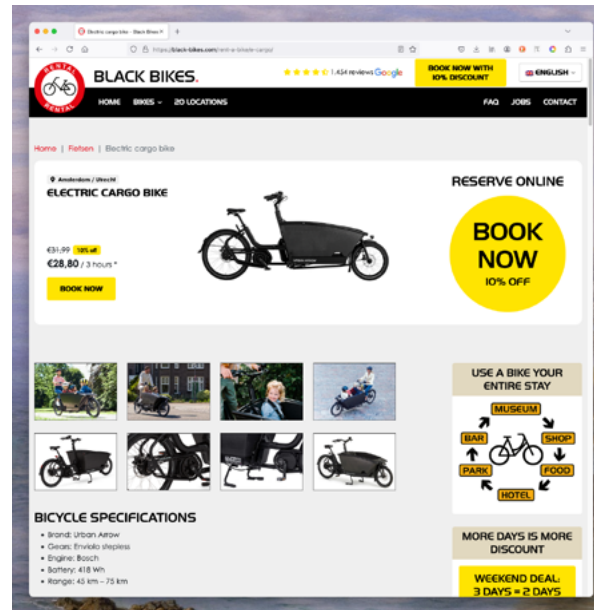 Electric cargo bike - Black Bikes
https://black-bikes.com/rent-a-bike/e-cargo/
RENTAL
RENTAL
BLACK BIKES.
1.454 reviews Google
BOOK NOW WITH
10% DISCOUNT
ENGLISH
HOME BIKES 20 LOCATIONS
FAQ JOBS CONTACT
Home | Fietsen | Electric cargo bike
Amsterdam / Utrecht
ELECTRIC CARGO BIKE
€31,99 10% off
€28,80 / 3 hours *
BOOK NOW
RESERVE ONLINE
BOOK
NOW
10% OFF
USE A BIKE YOUR
ENTIRE STAY
MUSEUM
BAR
SHOP
PARK
FOOD
HOTEL
BICYCLE SPECIFICATIONS
• Brand: Urban Arrow
• Gears: Enviolo stepless
• Engine: Bosch
• Battery: 418 Wh
• Range: 45 km – 75 km
MORE DAYS IS MORE
DISCOUNT
WEEKEND DEAL:
3 DAYS = 2 DAYS